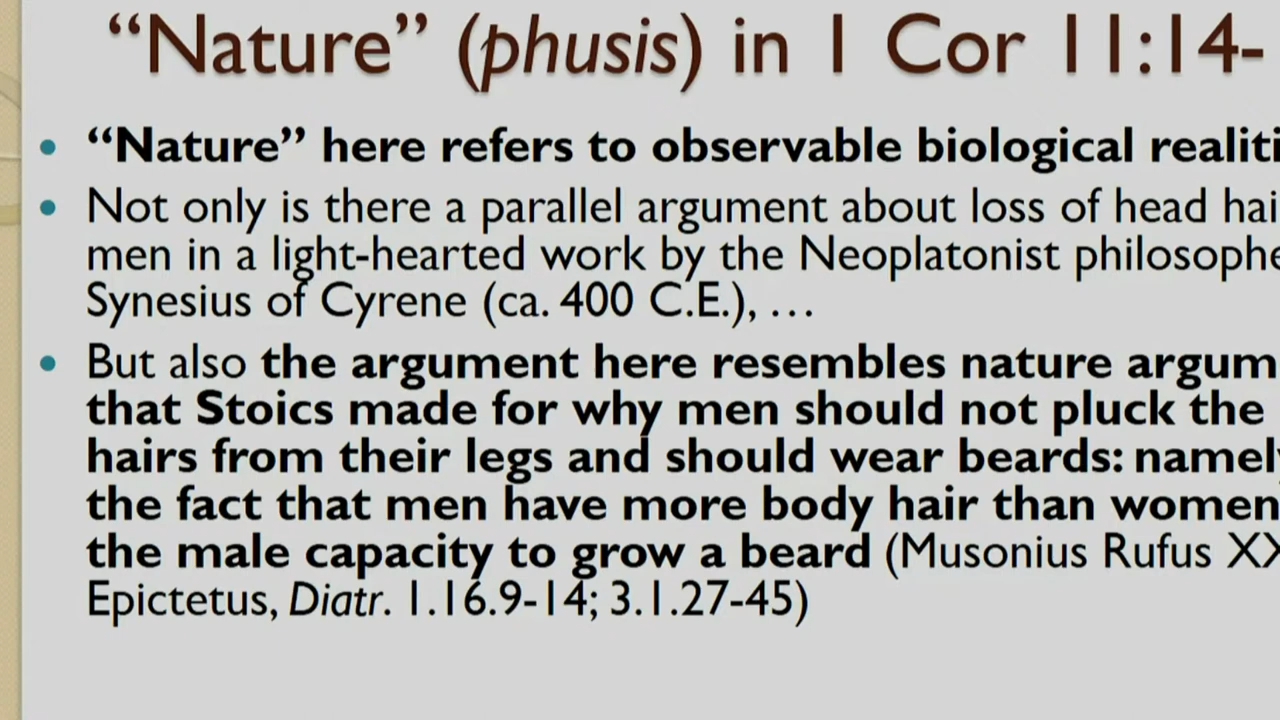 “Nature” (phusis) in 1 Cor 11:14-
“Nature” here refers to observable biological realiti
Not only is there a parallel argument about loss of head hai
men in a light-hearted work by the Neoplatonist philosophe
Synesius of Cyrene (ca. 400 C.E.), …
But also the argument here resembles nature argum
that Stoics made for why men should not pluck the
hairs from their legs and should wear beards: namely
the fact that men have more body hair than women
the male capacity to grow a beard (Musonius Rufus XX
Epictetus, Diatr. 1.16.9-14; 3.1.27-45)